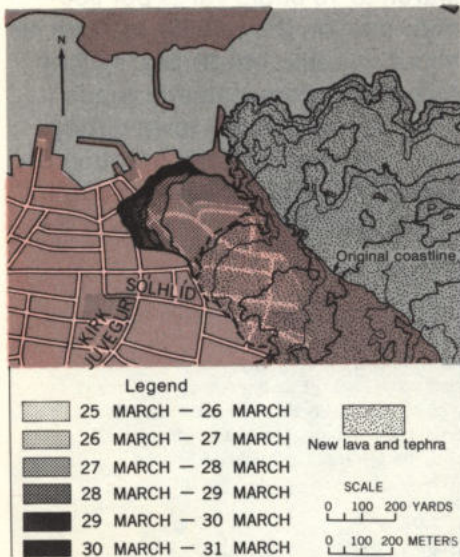 N
Original coastline
SÓLHLÍD
KIRK
JUVEGUR
Legend
25 MARCH — 26 MARCH
26 MARCH — 27 MARCH
27 MARCH — 28 MARCH
28 MARCH — 29 MARCH
29 MARCH — 30 MARCH
30 MARCH — 31 MARCH
New lava and tephra
SCALE
0 100 200 YARDS
0 100 200 METERS